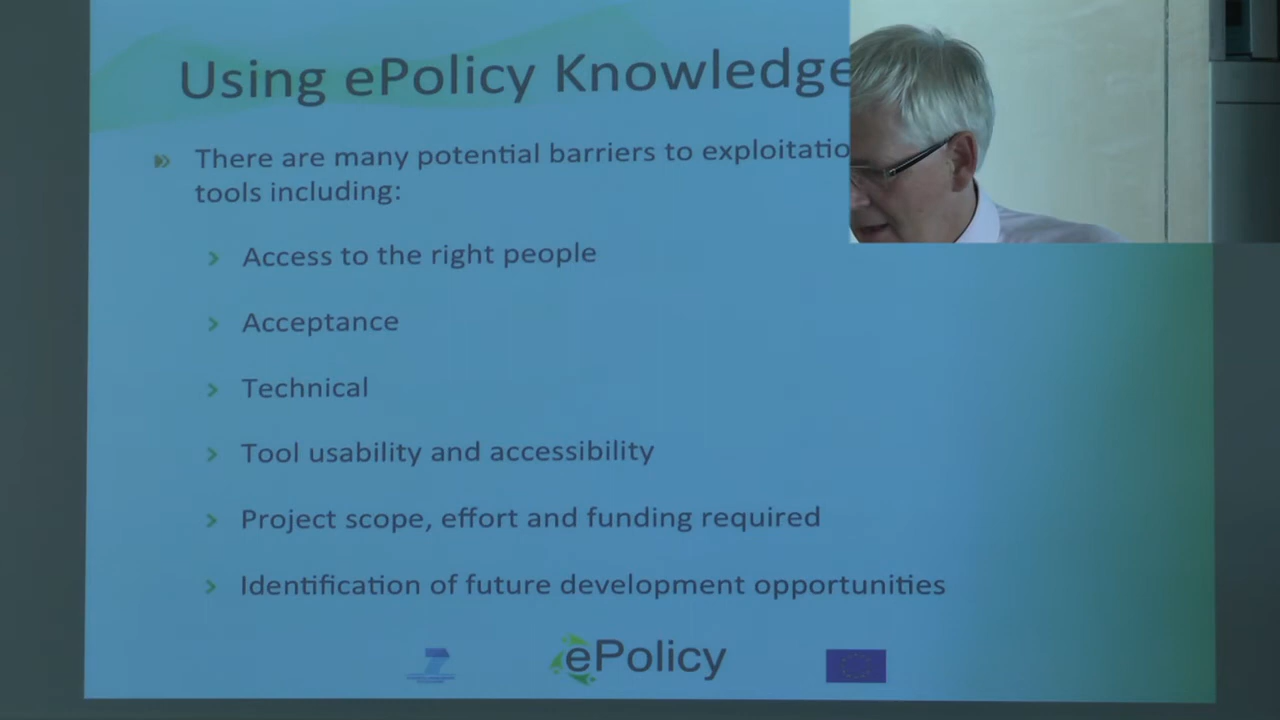 Using ePolicy Knowledge
There are many potential barriers to exploitatio
tools including:
Access to the right people
Acceptance
Technical
Tool usability and accessibility
Project scope, effort and funding required
Identification of future development opportunities
ePolicy